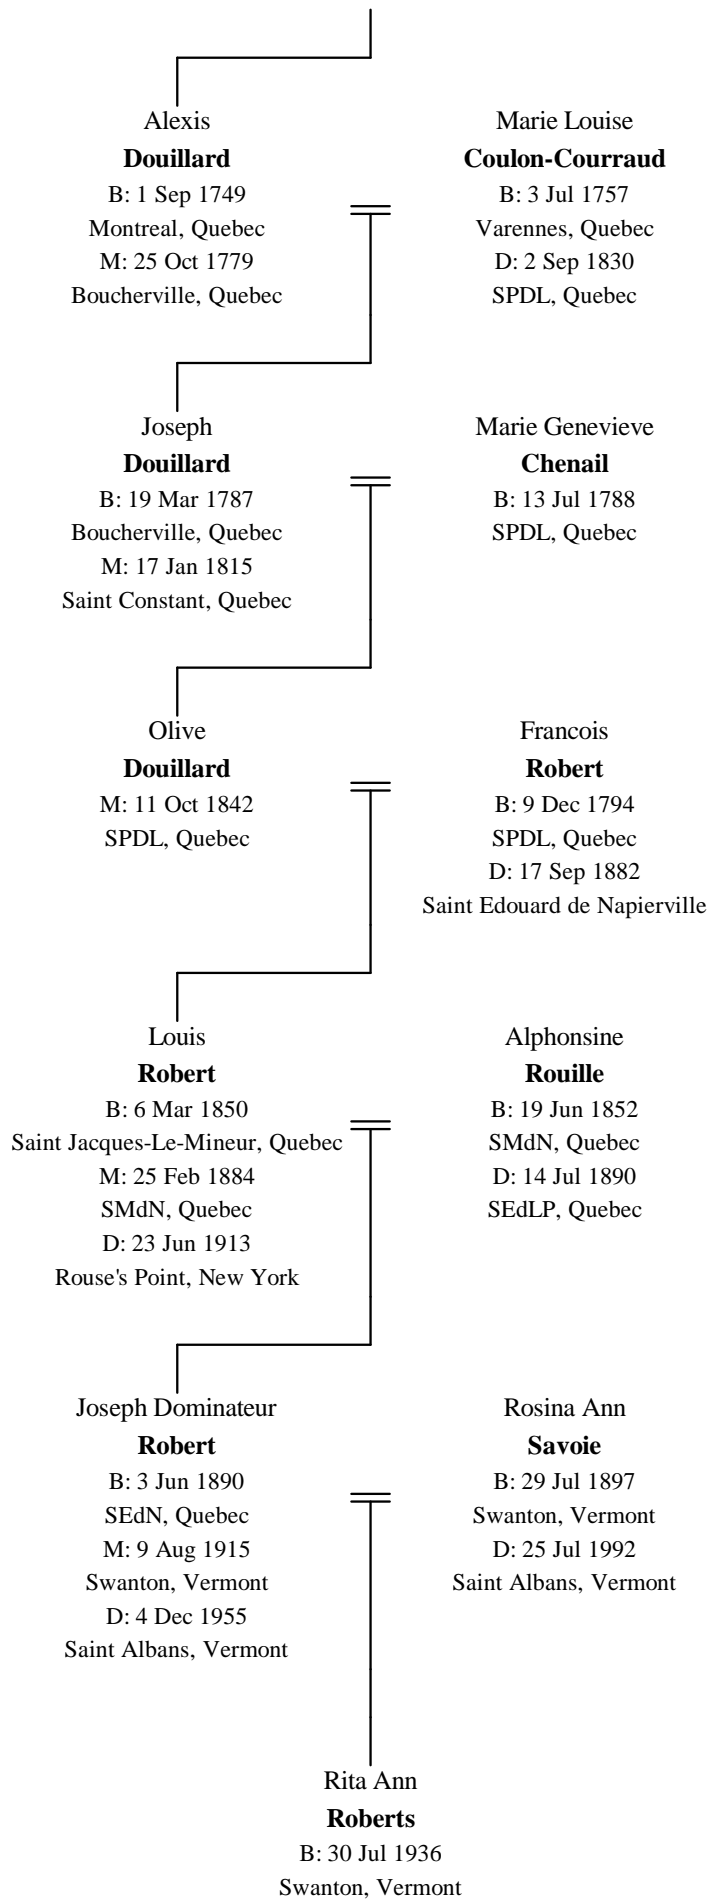 Alexis
Douillard
B: 1 Sep 1749
Montreal, Quebec
M: 25 Oct 1779
Boucherville, Quebec
Marie Louise
Coulon-Courraud
B: 3 Jul 1757
Varennes, Quebec
D: 2 Sep 1830
SPDL, Quebec
Joseph
Douillard
B: 19 Mar 1787
Boucherville, Quebec
M: 17 Jan 1815
Saint Constant, Quebec
Marie Genevieve
Chenail
B: 13 Jul 1788
SPDL, Quebec
Olive
Douillard
M: 11 Oct 1842
SPDL, Quebec
Francois
Robert
B: 9 Dec 1794
SPDL, Quebec
D: 17 Sep 1882
Saint Edouard de Napierville
Louis
Robert
B: 6 Mar 1850
Saint Jacques-Le-Mineur, Quebec
M: 25 Feb 1884
SMdN, Quebec
D: 23 Jun 1913
Rouse's Point, New York
Alphonsine
Rouille
B: 19 Jun 1852
SMdN, Quebec
D: 14 Jul 1890
SEdLP, Quebec
Joseph Dominateur
Robert
B: 3 Jun 1890
SEdN, Quebec
M: 9 Aug 1915
Swanton, Vermont
D: 4 Dec 1955
Saint Albans, Vermont
Rosina Ann
Savoie
B: 29 Jul 1897
Swanton, Vermont
D: 25 Jul 1992
Saint Albans, Vermont
Rita Ann
Roberts
B: 30 Jul 1936
Swanton, Vermont